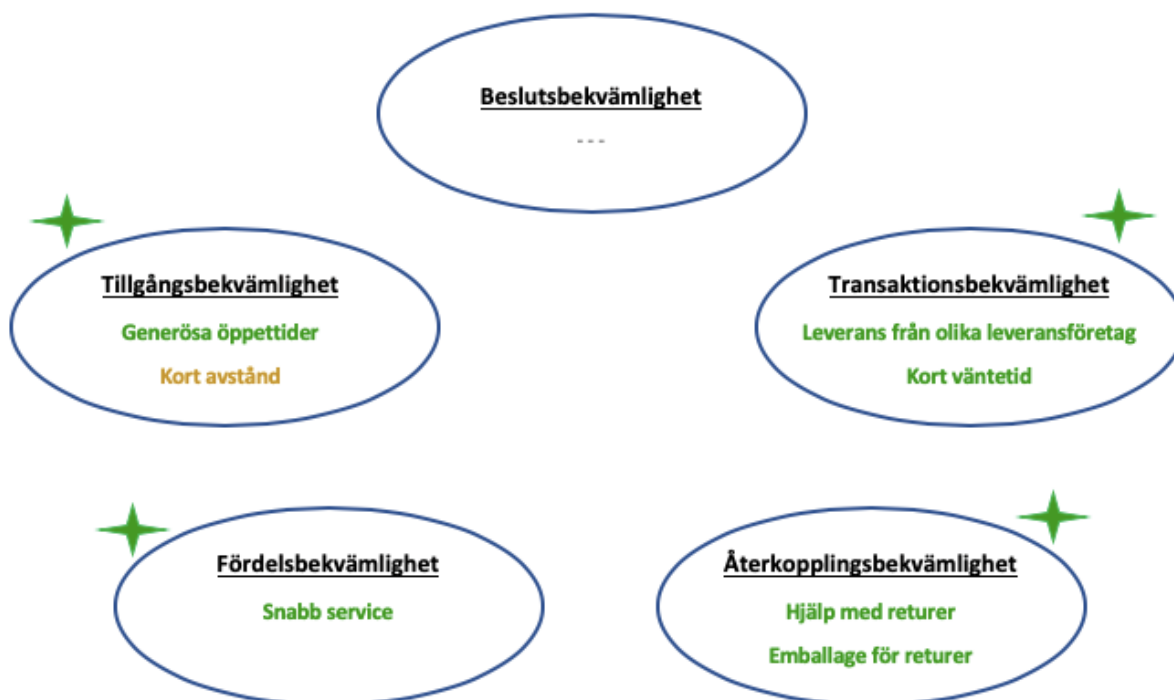 Beslutsbekvämlighet
---
Tillgångsbekvämlighet
Generösa öppettider
Kort avstånd
Transaktionsbekvämlighet
Leverans från olika leveransföretag
Kort väntetid
Fördelsbekvämlighet
Snabb service
Återkopplingsbekvämlighet
Hjälp med returer
Emballage för returer